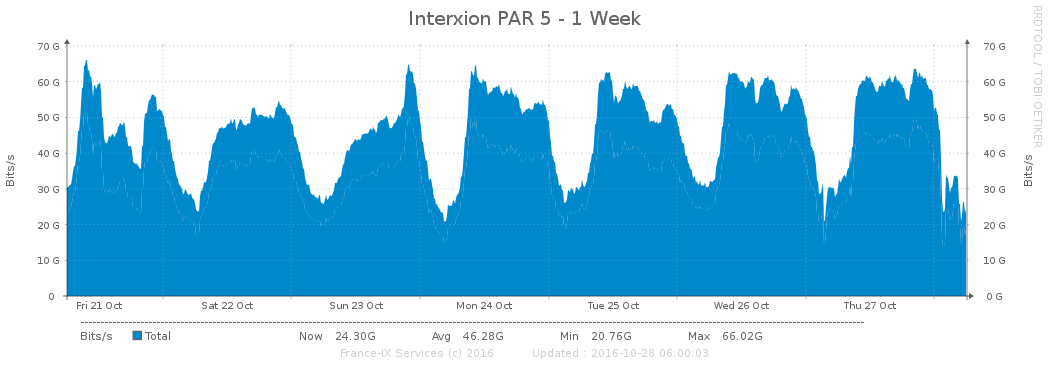 Interxion PAR 5 - 1 Week
RRDTOOL / TOBI OETIKER
Bits/s
Bits/s
70 G 70 G
60 G 60 G
50 G 50 G
40 G 40 G
30 G 30 G
20 G 20 G
10 G 10 G
0 0 G
Fri 21 Oct Sat 22 Oct Sun 23 Oct Mon 24 Oct Tue 25 Oct Wed 26 Oct Thu 27 Oct
Bits/s Total Now 24.30G Avg 46.28G Min 20.76G Max 66.02G
France-IX Services (c) 2016 Updated : 2016-10-28 06:00:03